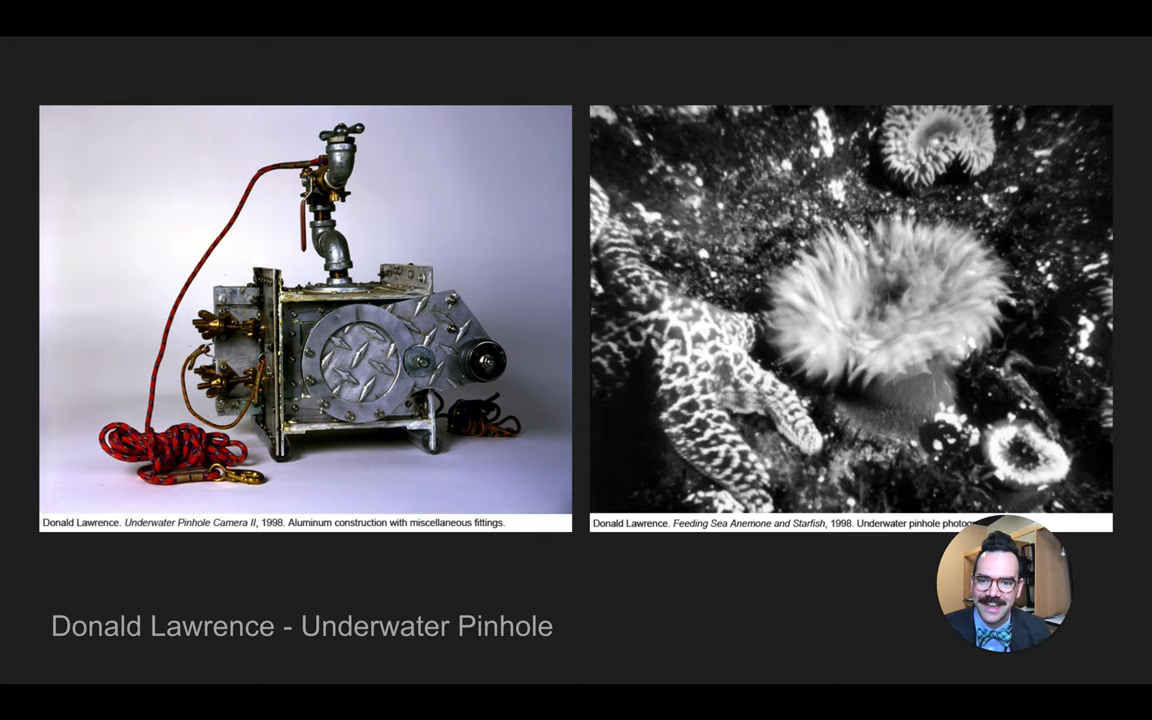 Donald Lawrence. Underwater Pinhole Camera II, 1998. Aluminum construction with miscellaneous fittings.
Donald Lawrence. Feeding Sea Anemone and Starfish, 1998. Underwater pinhole
Donald Lawrence - Underwater Pinhole